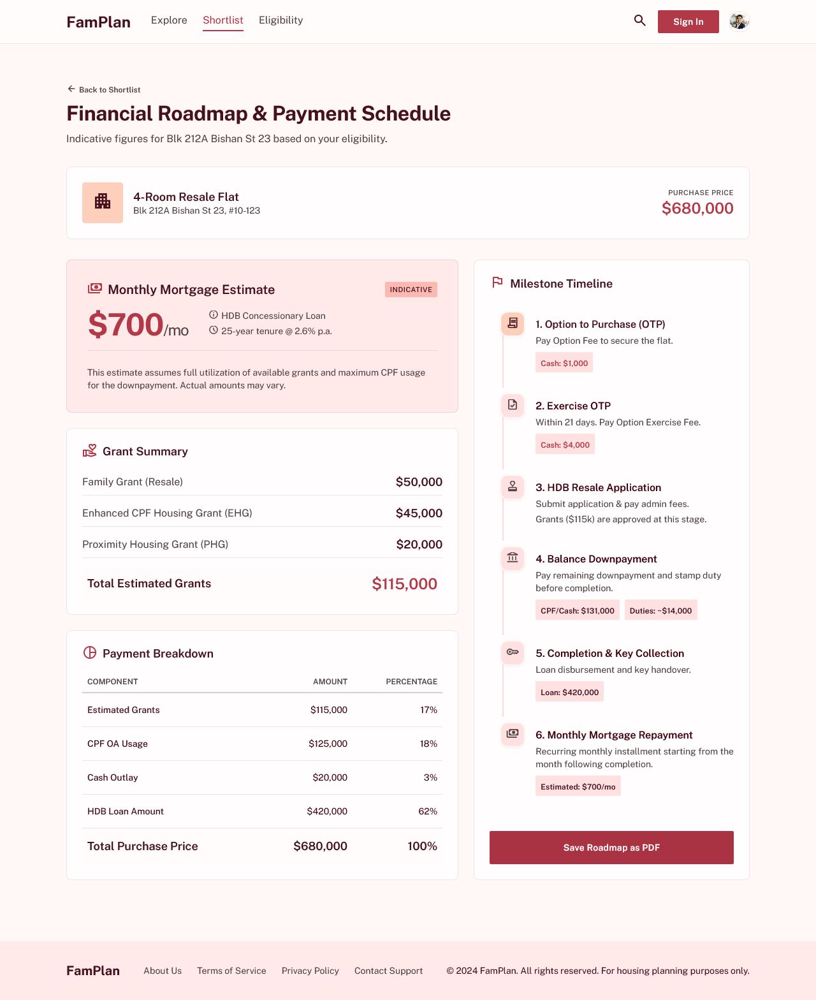 FamPlan
Explore
Shortlist
Eligibility
Sign In
Back to Shortlist
Financial Roadmap & Payment Schedule
Indicative figures for Blk 212A Bishan St 23 based on your eligibility.
4-Room Resale Flat
Blk 212A Bishan St 23, #10-123
PURCHASE PRICE
$680,000
Monthly Mortgage Estimate
INDICATIVE
$700/mo
HDB Concessionary Loan
25-year tenure @ 2.6% p.a.
This estimate assumes full utilization of available grants and maximum CPF usage
for the downpayment. Actual amounts may vary.
Grant Summary
Family Grant (Resale) $50,000
Enhanced CPF Housing Grant (EHG) $45,000
Proximity Housing Grant (PHG) $20,000
Total Estimated Grants $115,000
Payment Breakdown
COMPONENT AMOUNT PERCENTAGE
Estimated Grants $115,000 17%
CPF OA Usage $125,000 18%
Cash Outlay $20,000 3%
HDB Loan Amount $420,000 62%
Total Purchase Price $680,000 100%
Milestone Timeline
1. Option to Purchase (OTP)
Pay Option Fee to secure the flat.
Cash: $1,000
2. Exercise OTP
Within 21 days. Pay Option Exercise Fee.
Cash: $4,000
3. HDB Resale Application
Submit application & pay admin fees.
Grants ($115k) are approved at this stage.
4. Balance Downpayment
Pay remaining downpayment and stamp duty
before completion.
CPF/Cash: $131,000
Duties: ~$14,000
5. Completion & Key Collection
Loan disbursement and key handover.
Loan: $420,000
6. Monthly Mortgage Repayment
Recurring monthly installment starting from the
month following completion.
Estimated: $700/mo
Save Roadmap as PDF
FamPlan
About Us
Terms of Service
Privacy Policy
Contact Support
© 2024 FamPlan. All rights reserved. For housing planning purposes only.